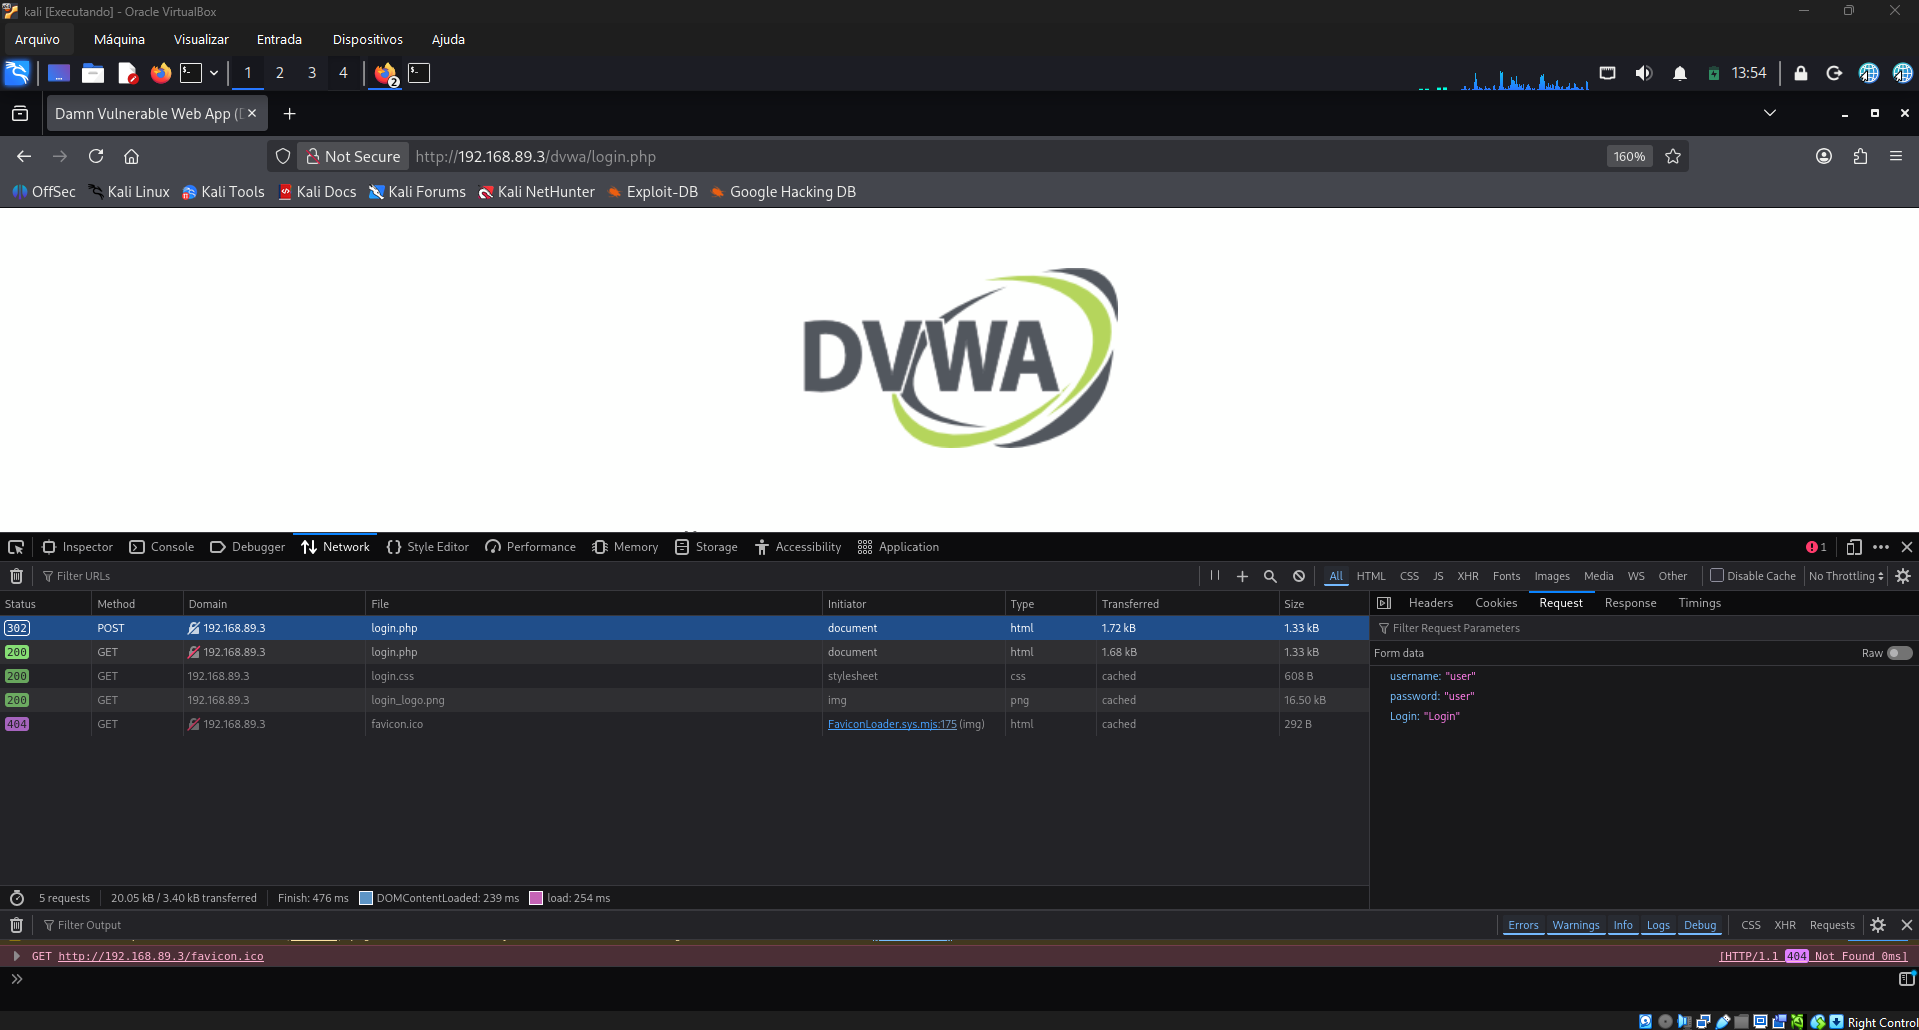 kali [Executando] - Oracle VirtualBox
Arquivo Máquina Visualizar Entrada Dispositivos Ajuda
1 2 3 4 2 13:54
Damn Vulnerable Web App (D
Not Secure http://192.168.89.3/dvwa/login.php 160%
OffSec Kali Linux Kali Tools Kali Docs Kali Forums Kali NetHunter Exploit-DB Google Hacking DB
DVWA
Inspector Console Debugger Network Style Editor Performance Memory Storage Accessibility Application 1
Filter URLs All HTML CSS JS XHR Fonts Images Media WS Other Disable Cache No Throttling
Status Method Domain File Initiator Type Transferred Size Headers Cookies Request Response Timings
302 POST 192.168.89.3 login.php document html 1.72 kB 1.33 kB Filter Request Parameters
200 GET 192.168.89.3 login.php document html 1.68 kB 1.33 kB Form data Raw
200 GET 192.168.89.3 login.css stylesheet css cached 608 B username: "user"
200 GET 192.168.89.3 login_logo.png img png cached 16.50 kB password: "user"
404 GET 192.168.89.3 favicon.ico FaviconLoader.sys.mjs:175 (img) html cached 292 B Login: "Login"
5 requests 20.05 kB / 3.40 kB transferred Finish: 476 ms DOMContentLoaded: 239 ms load: 254 ms
Filter Output Errors Warnings Info Logs Debug CSS XHR Requests
GET http://192.168.89.3/favicon.ico [HTTP/1.1 404 Not Found 0ms]
Right Control